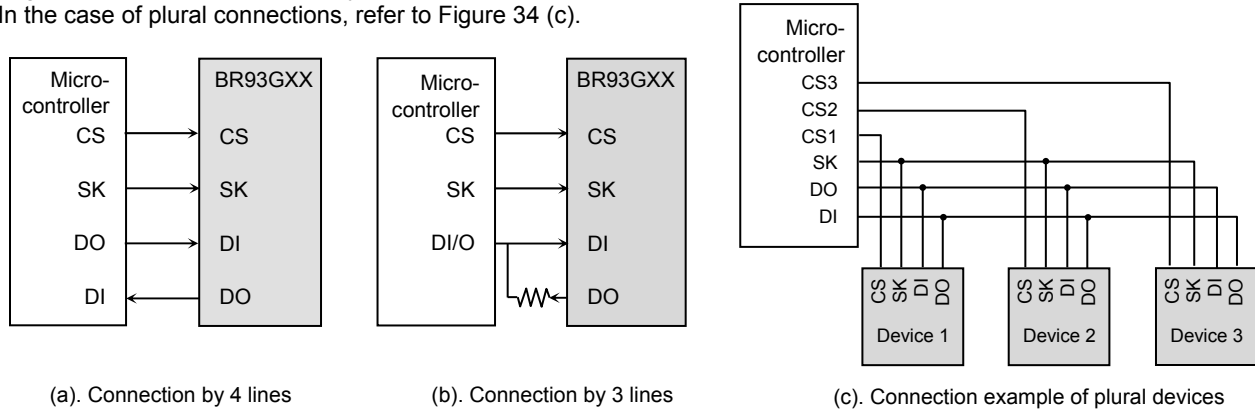 In the case of plural connections, refer to Figure 34 (c).
Micro-
controller
CS
SK
DO
DI
BR93GXX
CS
SK
DI
DO
(a). Connection by 4 lines
Micro-
controller
CS
SK
DI/O
BR93GXX
CS
SK
DI
DO
(b). Connection by 3 lines
Micro-
controller
CS3
CS2
CS1
SK
DO
DI
CS
SK
DI
DO
Device 1
CS
SK
DI
DO
Device 2
CS
SK
DI
DO
Device 3
(c). Connection example of plural devices